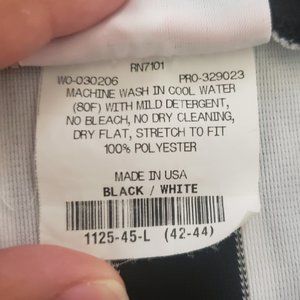 RN7101
WO-030206 PRO-329023
MACHINE WASH IN COOL WATER
(80F) WITH MILD DETERGENT,
NO BLEACH, NO DRY CLEANING,
DRY FLAT, STRETCH TO FIT
100% POLYESTER
MADE IN USA
BLACK / WHITE
1125-45-L (42-44)